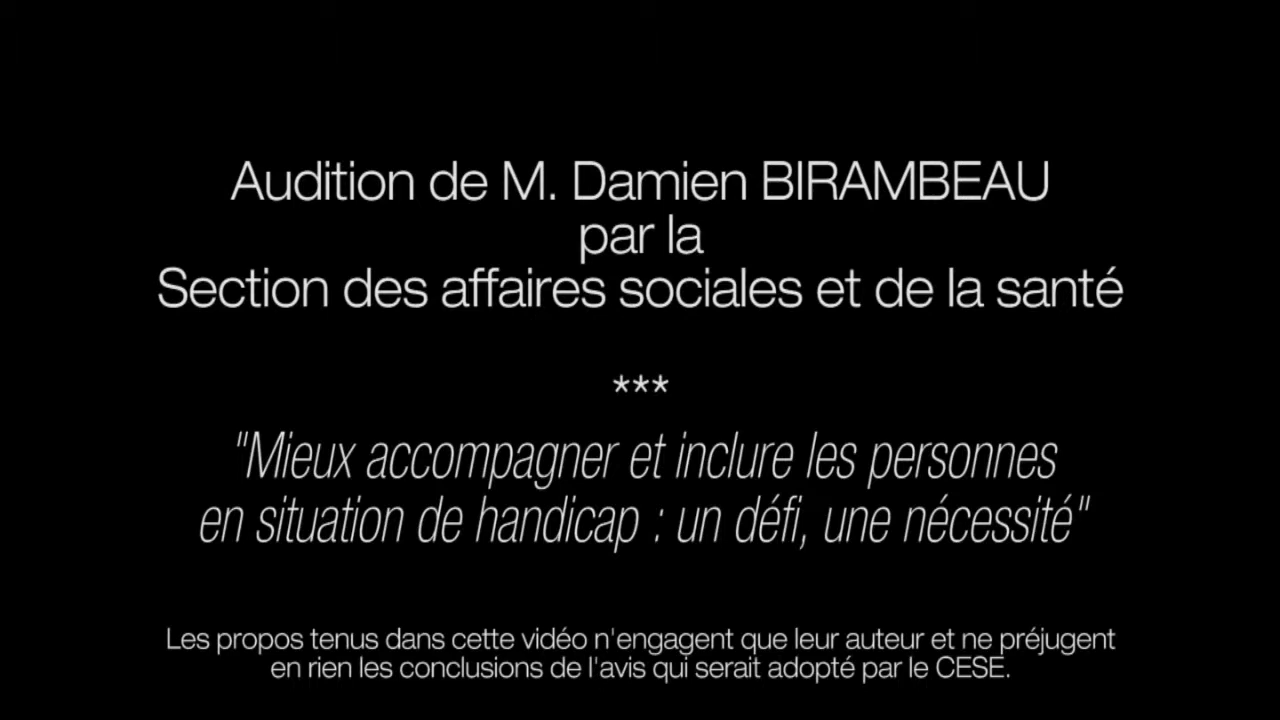 Audition de M. Damien BIRAMBEAU
par la
Section des affaires sociales et de la santé
***
"Mieux accompagner et inclure les personnes
en situation de handicap : un défi, une nécessité"
Les propos tenus dans cette vidéo n'engagent que leur auteur et ne préjugent
en rien les conclusions de l'avis qui serait adopté par le CESE.